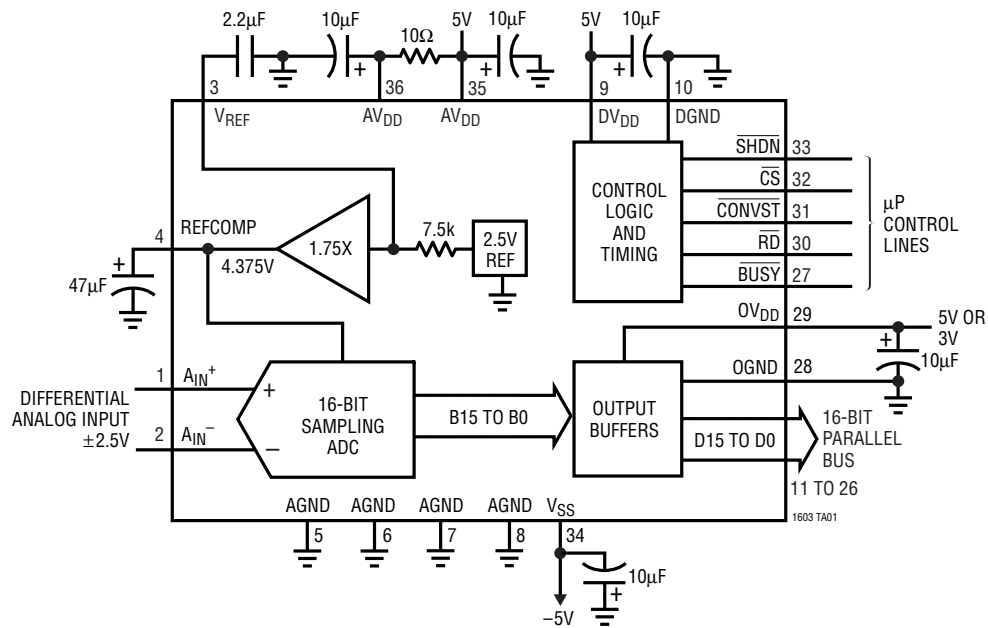 2.2µF
10µF
10Ω
5V
10µF
5V
10µF
+
+
+
3
36
35
9
10
VREF
AVDD
AVDD
DVDD
DGND
SHDN
33
CS
32
CONVST
31
RD
30
BUSY
27
CONTROL
LOGIC
AND
TIMING
µP
CONTROL
LINES
4
REFCOMP
4.375V
1.75X
7.5k
2.5V
REF
+
47µF
OVDD
29
5V OR
3V
+
10µF
OGND
28
DIFFERENTIAL
ANALOG INPUT
±2.5V
1
AIN+
2
AIN−
+
−
16-BIT
SAMPLING
ADC
B15 TO B0
OUTPUT
BUFFERS
D15 TO D0
16-BIT
PARALLEL
BUS
11 TO 26
1603 TA01
AGND
AGND
AGND
AGND
VSS
5
6
7
8
34
10µF
+
–5V